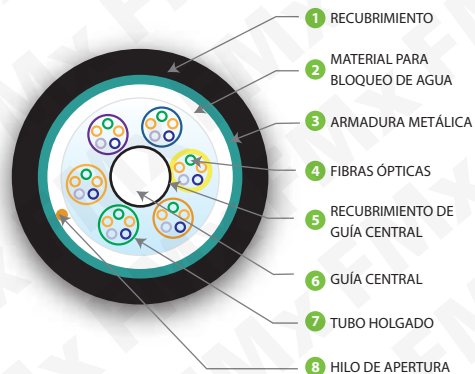 1 RECUBRIMIENTO
2 MATERIAL PARA
BLOQUEO DE AGUA
3 ARMADURA METÁLICA
4 FIBRAS ÓPTICAS
5 RECUBRIMIENTO DE
GUÍA CENTRAL
6 GUÍA CENTRAL
7 TUBO HOLGADO
8 HILO DE APERTURA